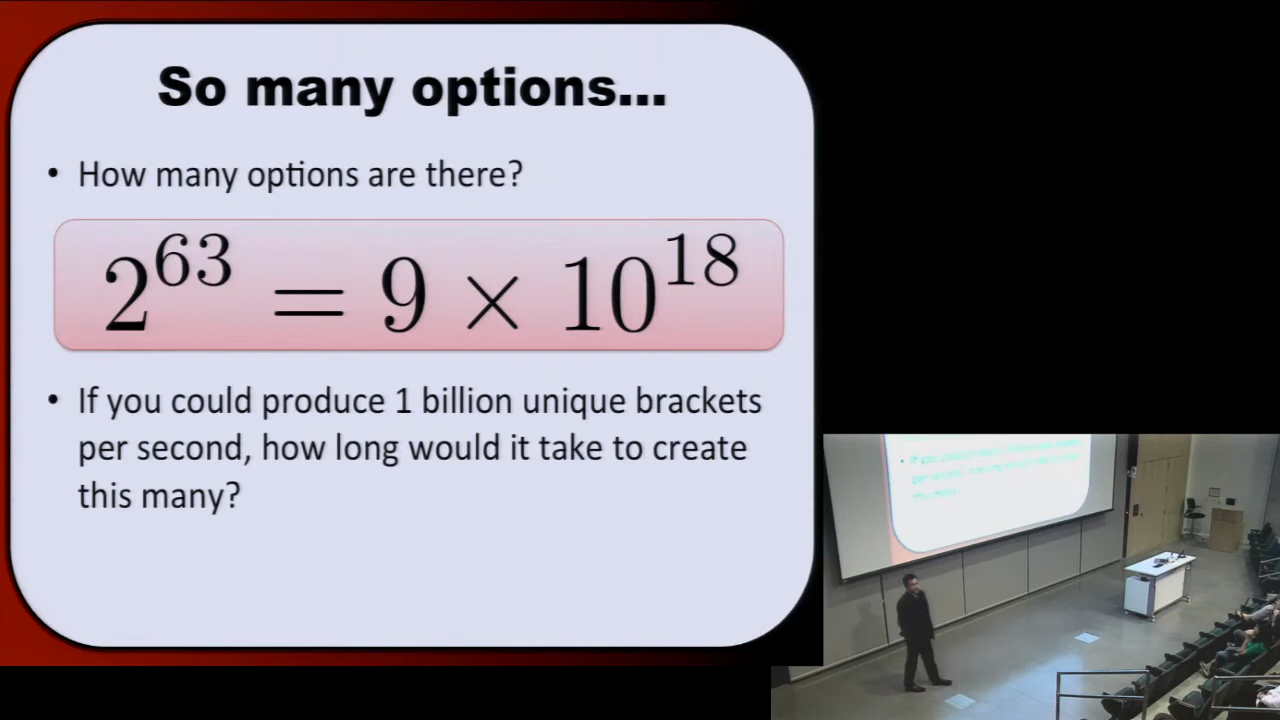 So many options...
• How many options are there?
2^63 = 9 × 10^18
• If you could produce 1 billion unique brackets
per second, how long would it take to create
this many?